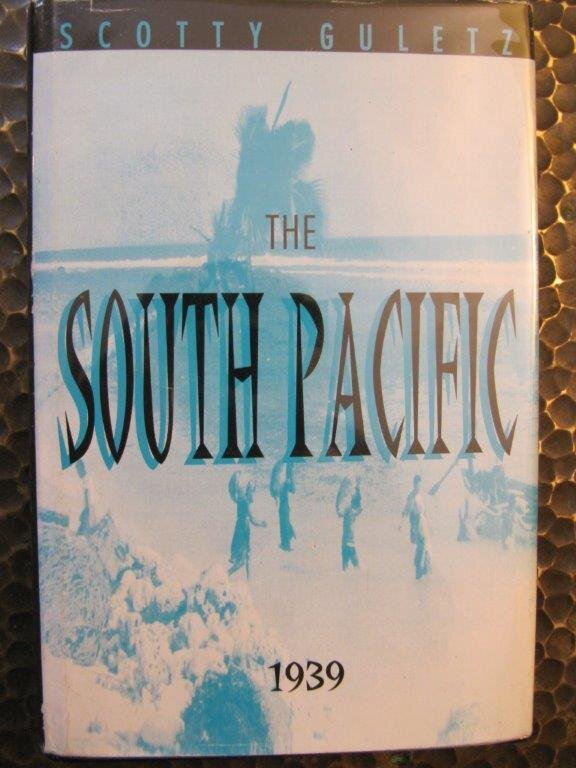 SCOTTY GULETZ
THE
SOUTH PACIFIC
1939